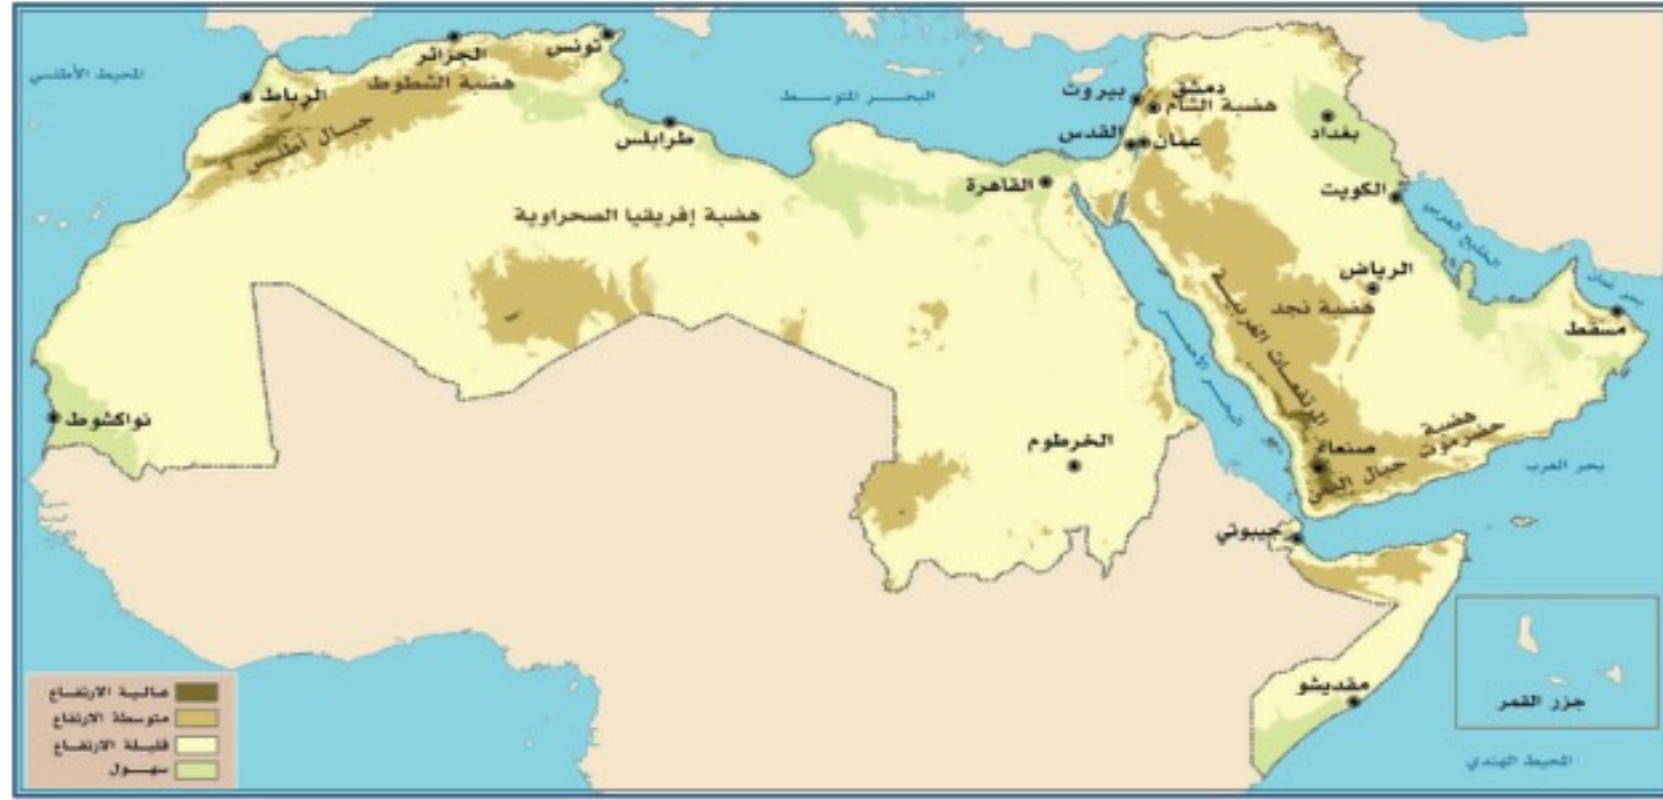 المحيط الأطلسي
الجزائر
تونس
هضبة الشطوط
الرباط
جبال أطلس
طرابلس
البحر المتوسط
بيروت
دمشق
هضبة الشام
القدس
عمان
بغداد
القاهرة
الكويت
هضبة إفريقيا الصحراوية
الخليج العربي
الرياض
هضبة نجد
المرتفعات الغربية
البحر الأحمر
بحر عمان
مسقط
نواكشوط
الخرطوم
هضبة
حضرموت
صنعاء
جبال اليمن
بحر العرب
جيبوتي
مقديشو
جزر القمر
المحيط الهندي
عالية الارتفاع
متوسطة الارتفاع
قليلة الارتفاع
سهول